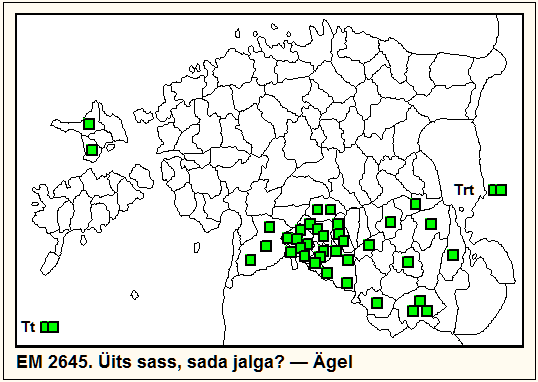 Trt
Tt
EM 2645. Üits sass, sada jalga? — Ägel